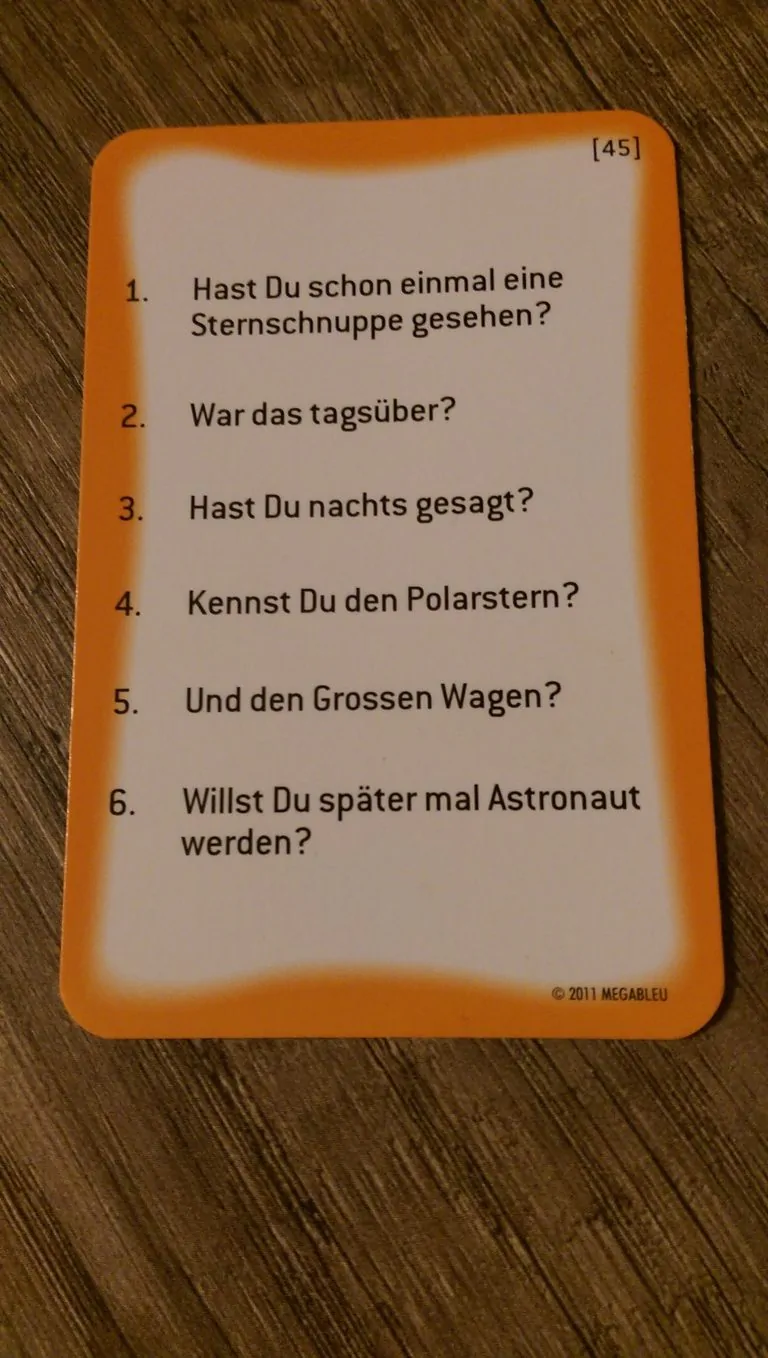 [45]
1. Hast Du schon einmal eine
Sternschnuppe gesehen?
2. War das tagsüber?
3. Hast Du nachts gesagt?
4. Kennst Du den Polarstern?
5. Und den Grossen Wagen?
6. Willst Du später mal Astronaut
werden?
© 2011 MEGABLEU